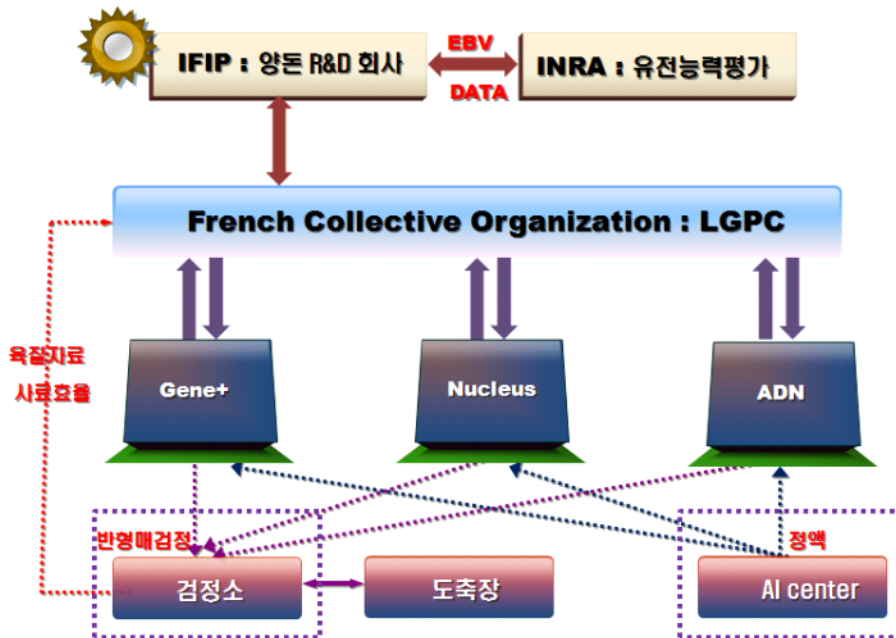 IFIP : 양돈 R&D 회사
EBV
DATA
INRA : 유전능력평가
French Collective Organization : LGPC
육질자료
사료효율
Gene+
Nucleus
ADN
반형매검정
정액
검정소
도축장
AI center